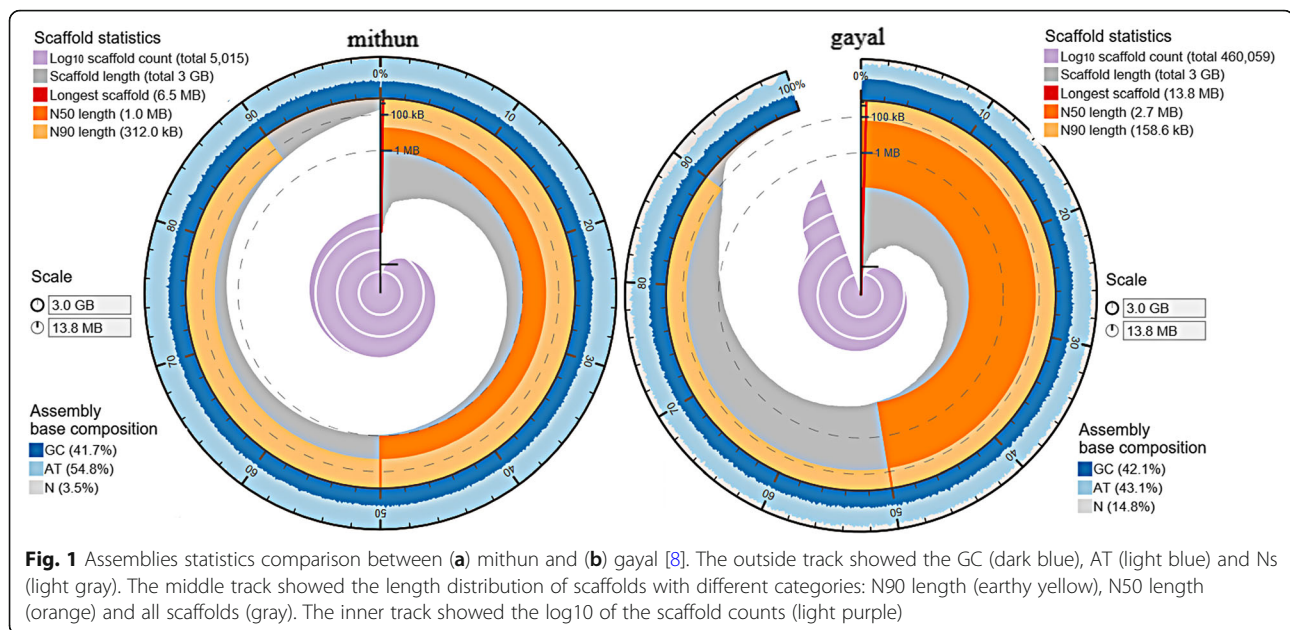 mithun
Scaffold statistics
Log10 scaffold count (total 5,015)
Scaffold length (total 3 GB)
Longest scaffold (6.5 MB)
N50 length (1.0 MB)
N90 length (312.0 kB)
0%
100 kB
1 MB
10
20
30
40
50
60
70
80
90
Scale
3.0 GB
13.8 MB
Assembly
base composition
GC (41.7%)
AT (54.8%)
N (3.5%)
gayal
Scaffold statistics
Log10 scaffold count (total 460,059)
Scaffold length (total 3 GB)
Longest scaffold (13.8 MB)
N50 length (2.7 MB)
N90 length (158.6 kB)
0%
100 kB
1 MB
10
20
30
40
50
60
70
80
90
100%
Scale
3.0 GB
13.8 MB
Assembly
base composition
GC (42.1%)
AT (43.1%)
N (14.8%)
Fig. 1 Assemblies statistics comparison between (a) mithun and (b) gayal [8]. The outside track showed the GC (dark blue), AT (light blue) and Ns
(light gray). The middle track showed the length distribution of scaffolds with different categories: N90 length (earthy yellow), N50 length
(orange) and all scaffolds (gray). The inner track showed the log10 of the scaffold counts (light purple)